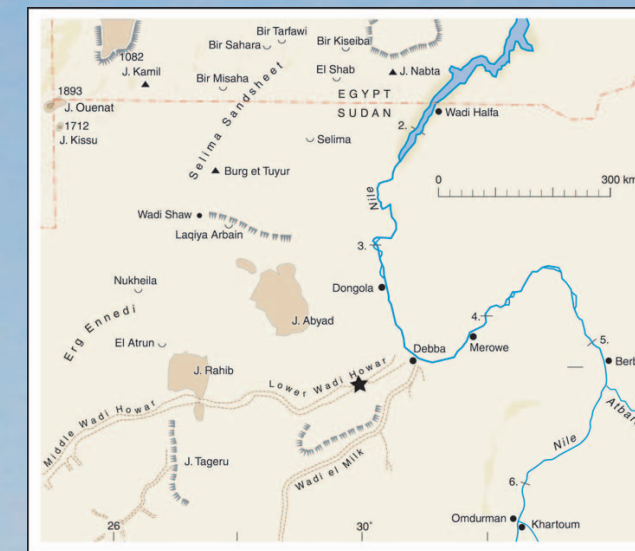 Bir Tarfawi
Bir Sahara
Bir Kiseiba
1082
J. Kamil
Bir Misaha
El Shab
J. Nabta
1893
J. Ouenat
EGYPT
SUDAN
Wadi Halfa
2.
1712
J. Kissu
Selima Sandsheet
Selima
Burg et Tuyur
0
300 km
Nile
Wadi Shaw
Laqiya Arbain
3.
Nukheila
Dongola
J. Abyad
4.
Erg Ennedi
El Atrun
Debba
Merowe
5.
Berb
J. Rahib
Lower Wadi Howar
Atbara
Middle Wadi Howar
J. Tageru
Wadi el Milk
Nile
6.
Omdurman
Khartoum
26
30°